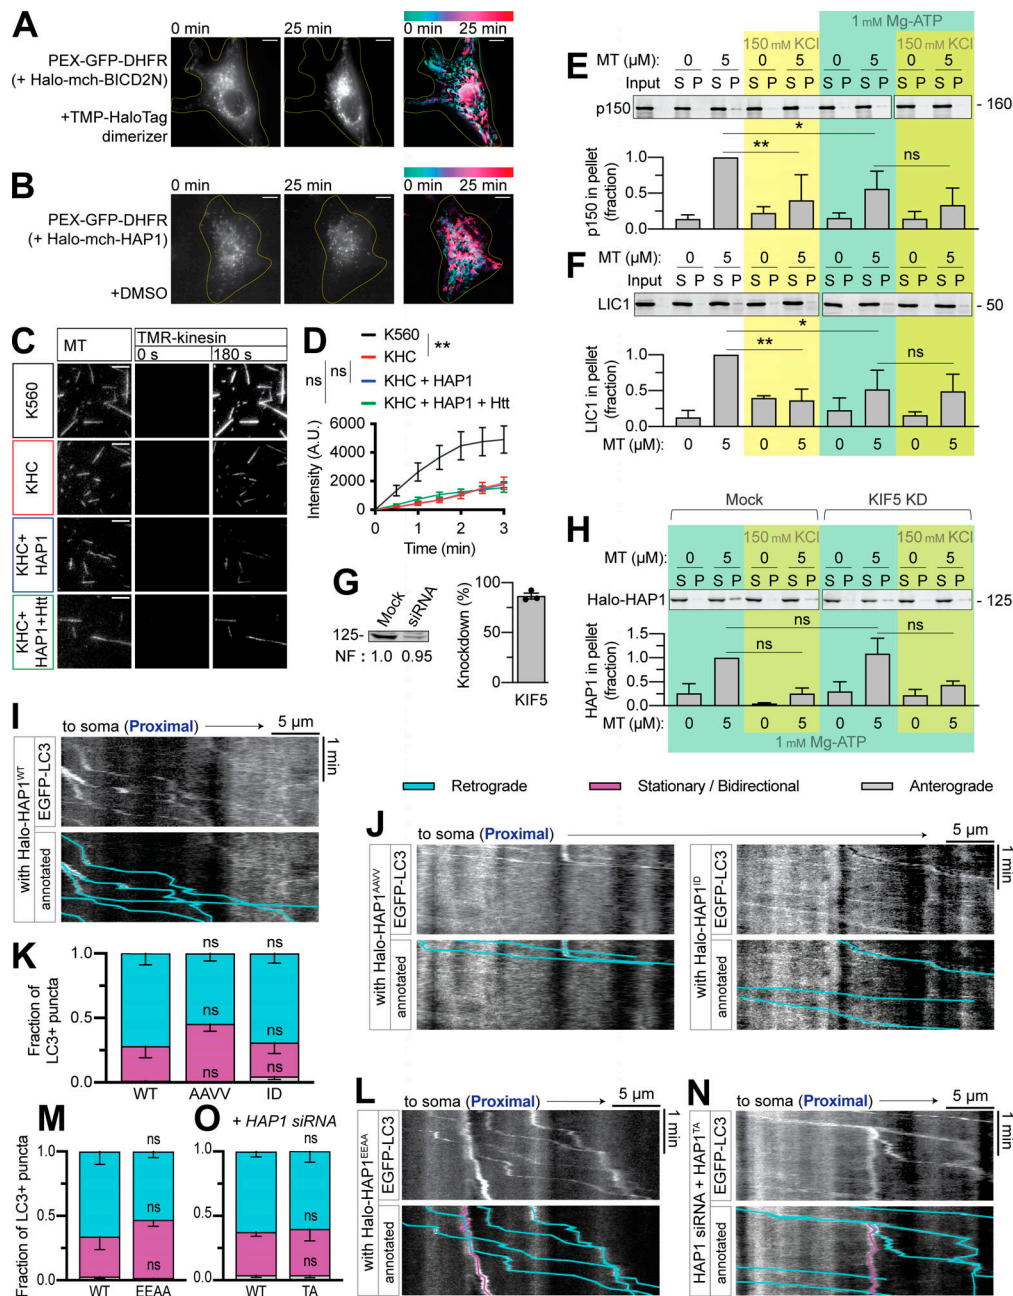 A
0 min
25 min
0 min 25 min
PEX-GFP-DHFR
(+ Halo-mch-BICD2N)
+TMP-HaloTag
dimerizer
B
0 min
25 min
0 min 25 min
PEX-GFP-DHFR
(+ Halo-mch-HAP1)
+DMSO
C
MT
TMR-kinesin
0 s
180 s
K560
KHC
KHC+
HAP1
KHC+
HAP1+Htt
D
K560
KHC
KHC + HAP1
KHC + HAP1 + Htt
**
ns
ns
Intensity (A.U.)
6000
4000
2000
0
0 1 2 3
Time (min)
1 mM Mg-ATP
150 mM KCl
150 mM KCl
E
MT (µM): 0 5 0 5 0 5 0 5
Input S P S P S P S P
p150
- 160
*
**
ns
p150 in pellet
(fraction)
1.0
0.5
0.0
F
MT (µM): 0 5 0 5 0 5 0 5
Input S P S P S P S P
LIC1
- 50
*
**
ns
LIC1 in pellet
(fraction)
1.0
0.5
0.0
MT (µM): 0 5 0 5 0 5 0 5
G
Mock
siRNA
125-
NF : 1.0 0.95
Knockdown (%)
100
50
0
KIF5
H
Mock
KIF5 KD
150 mM KCl
150 mM KCl
MT (µM): 0 5 0 5 0 5 0 5
S P S P S P S P
Halo-HAP1
- 125
ns
ns
ns
HAP1 in pellet
(fraction)
1.5
1.0
0.5
0.0
MT (µM): 0 5 0 5 0 5 0 5
1 mM Mg-ATP
I
to soma (Proximal)
5 µm
1 min
with Halo-HAP1WT
EGFP-LC3
annotated
Retrograde
Stationary / Bidirectional
Anterograde
J
to soma (Proximal)
5 µm
1 min
with Halo-HAP1AAVV
EGFP-LC3
annotated
with Halo-HAP1ID
EGFP-LC3
annotated
K
Fraction of
LC3+ puncta
1.0
0.5
0.0
ns ns
ns ns
ns ns
WT AAVV ID
L
to soma (Proximal)
5 µm
1 min
with Halo-HAP1EEAA
EGFP-LC3
annotated
M
Fraction of LC3+ puncta
1.0
0.5
0.0
ns
ns
ns
WT EEAA
N
to soma (Proximal)
5 µm
1 min
HAP1 siRNA + HAP1TA
EGFP-LC3
annotated
O
+ HAP1 siRNA
1.0
0.5
0.0
ns
ns
ns
WT TA